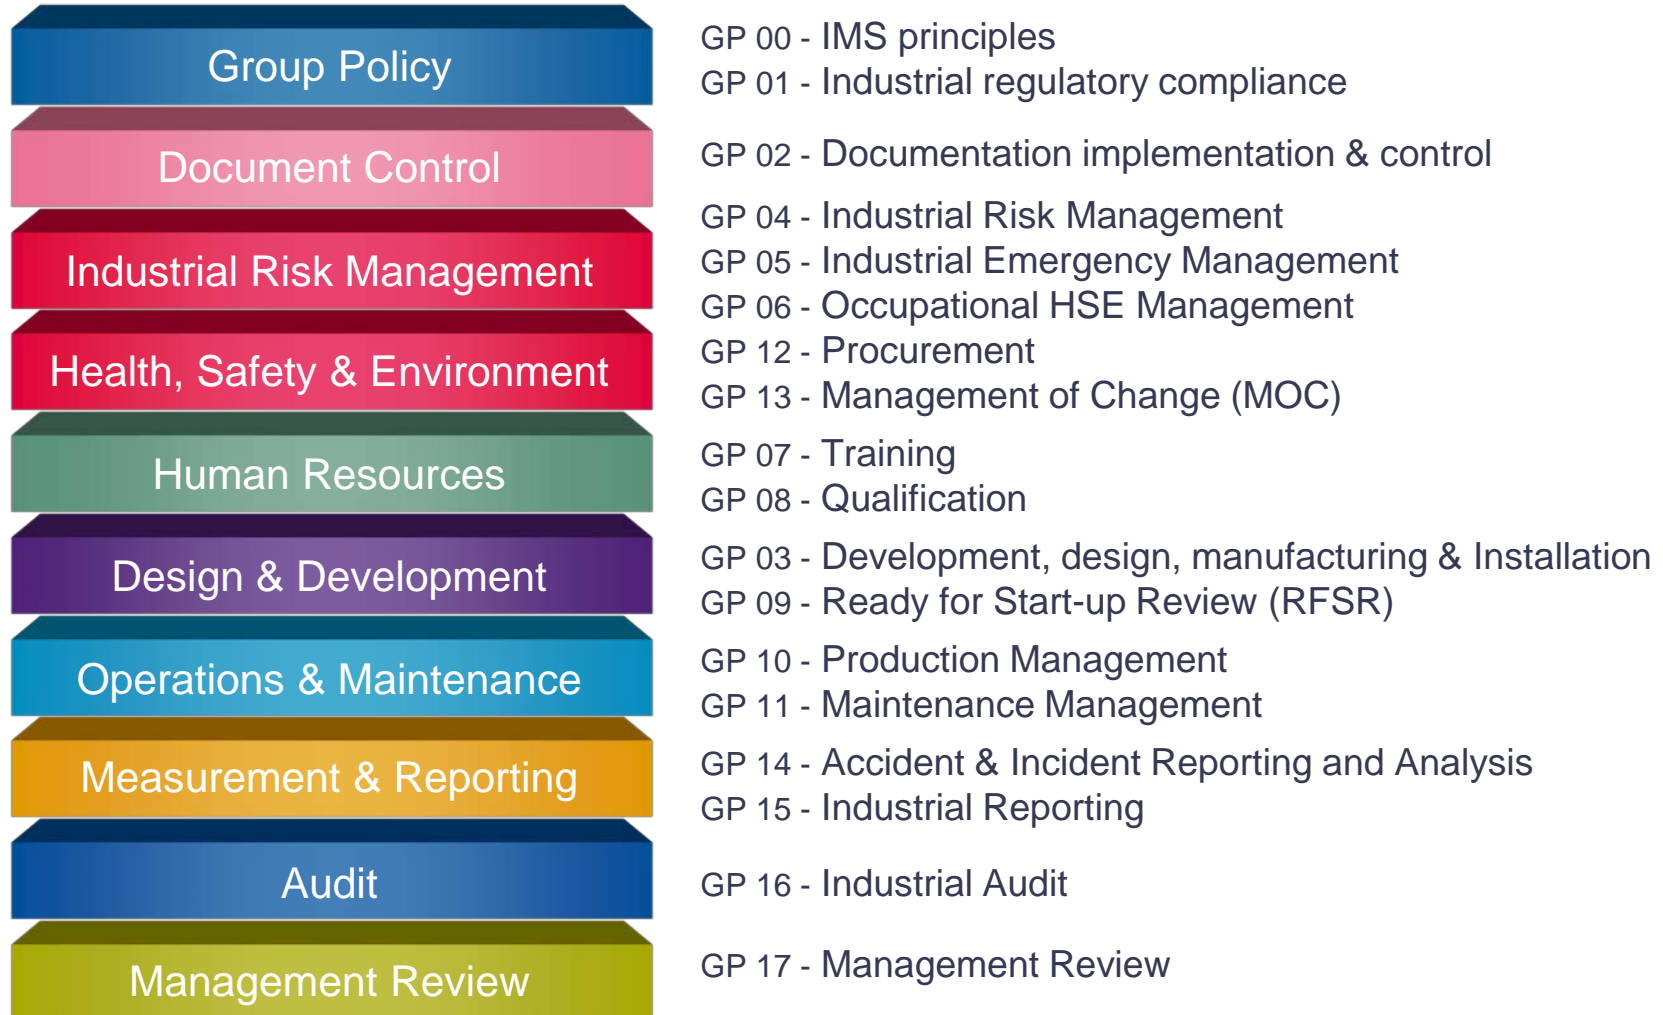 Group Policy
GP 00 - IMS principles
GP 01 - Industrial regulatory compliance
Document Control
GP 02 - Documentation implementation & control
Industrial Risk Management
Health, Safety & Environment
GP 04 - Industrial Risk Management
GP 05 - Industrial Emergency Management
GP 06 - Occupational HSE Management
GP 12 - Procurement
GP 13 - Management of Change (MOC)
Human Resources
GP 07 - Training
GP 08 - Qualification
Design & Development
GP 03 - Development, design, manufacturing & Installation
GP 09 - Ready for Start-up Review (RFSR)
Operations & Maintenance
GP 10 - Production Management
GP 11 - Maintenance Management
Measurement & Reporting
GP 14 - Accident & Incident Reporting and Analysis
GP 15 - Industrial Reporting
Audit
GP 16 - Industrial Audit
Management Review
GP 17 - Management Review